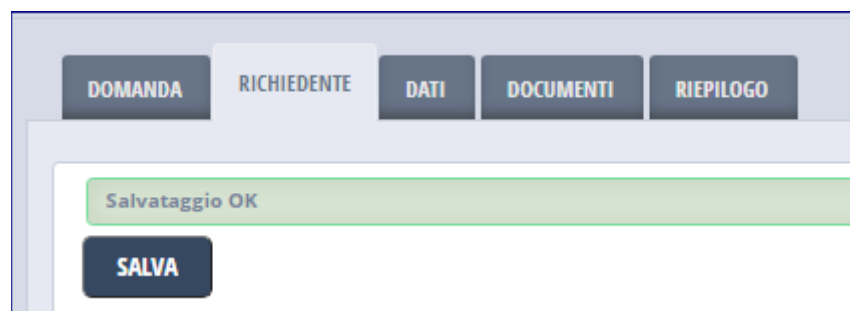 DOMANDA RICHIEDENTE DATI DOCUMENTI RIEPILOGO
Salvataggio OK
SALVA